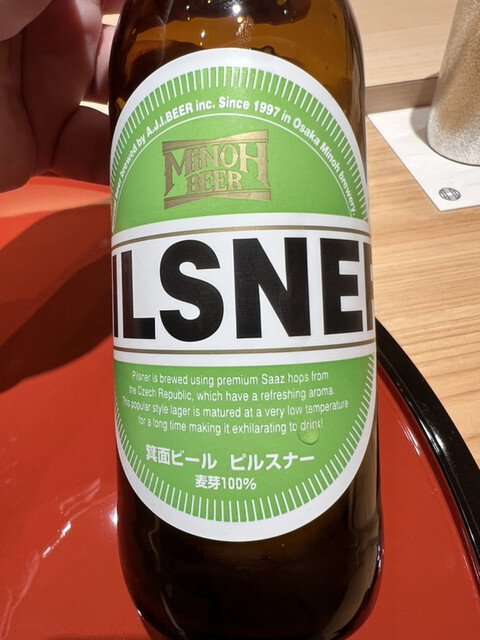 brewed by A.J.I.BEER inc. Since 1997 in Osaka Minoh brewery.
MINOH
BEER
ILSNE
Pilsner is brewed using premium Saaz hops from
the Czech Republic, which have a refreshing aroma.
This popular style lager is matured at a very low temperature
for a long time making it exhilarating to drink!
箕面ビール ピルスナー
麦芽100%